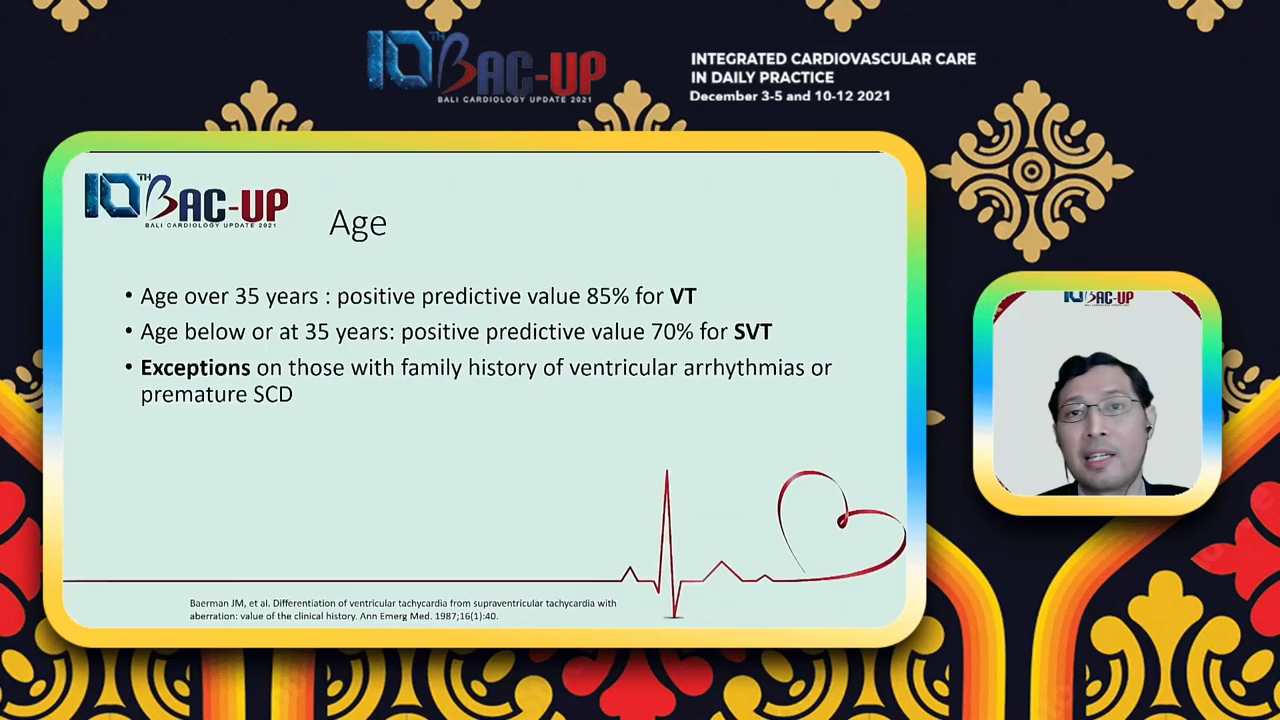 10TH BAC-UP
BALI CARDIOLOGY UPDATE 2021
INTEGRATED CARDIOVASCULAR CARE
IN DAILY PRACTICE
December 3-5 and 10-12 2021
10TH BAC-UP
BALI CARDIOLOGY UPDATE 2021
Age
• Age over 35 years : positive predictive value 85% for VT
• Age below or at 35 years: positive predictive value 70% for SVT
• Exceptions on those with family history of ventricular arrhythmias or
premature SCD
Baerman JM, et al. Differentiation of ventricular tachycardia from supraventricular tachycardia with
aberration: value of the clinical history. Ann Emerg Med. 1987;16(1):40.
10 BAC-UP